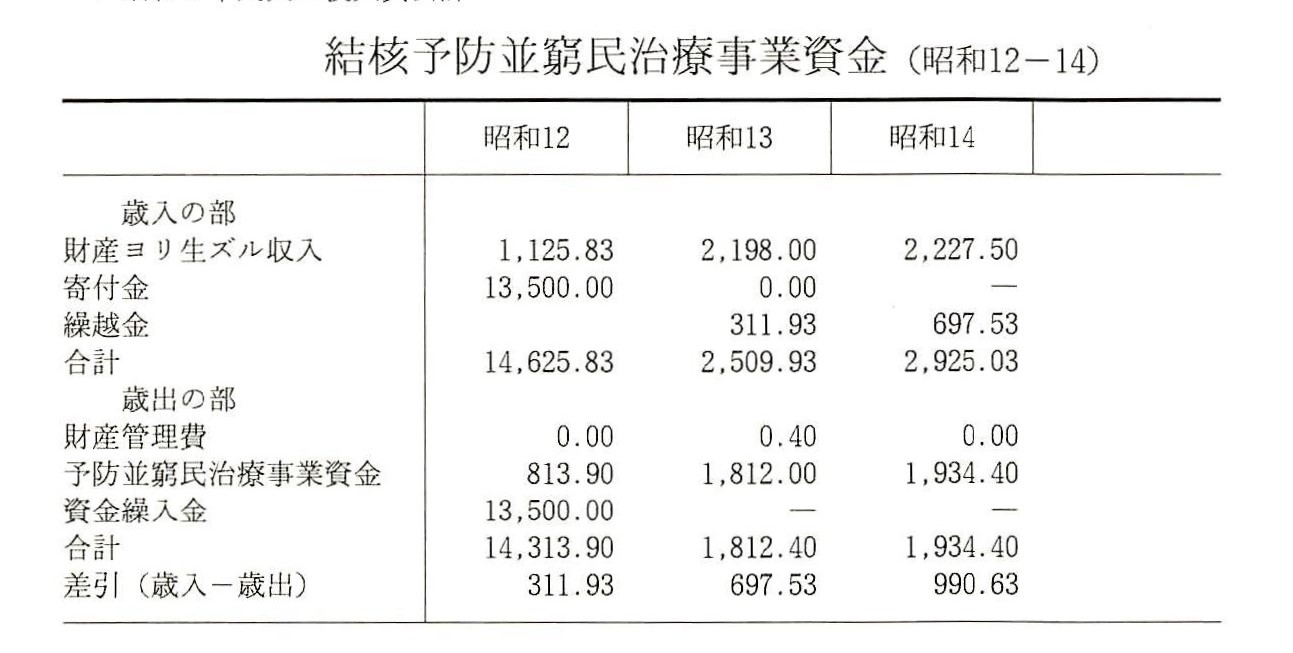 結核予防並窮民治療事業資金（昭和12－14）
昭和12 昭和13 昭和14
歳入の部
財産ヨリ生ズル収入 1,125.83 2,198.00 2,227.50
寄付金 13,500.00 0.00 —
繰越金 311.93 697.53
合計 14,625.83 2,509.93 2,925.03
歳出の部
財産管理費 0.00 0.40 0.00
予防並窮民治療事業資金 813.90 1,812.00 1,934.40
資金繰入金 13,500.00 — —
合計 14,313.90 1,812.40 1,934.40
差引（歳入－歳出） 311.93 697.53 990.63